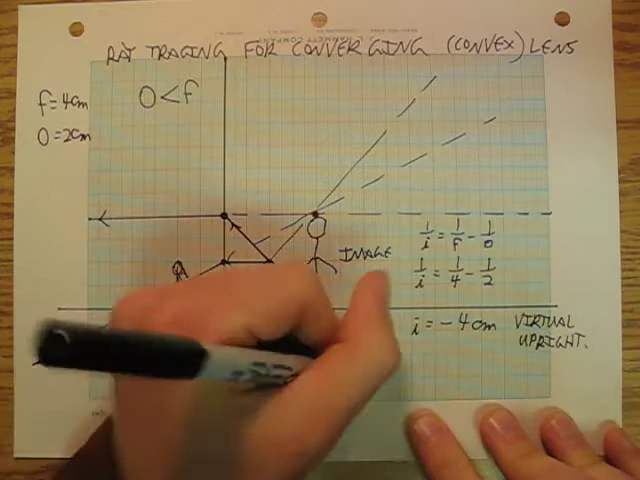 RAY TRACING FOR CONVERGING (CONVEX) LENS
f=4cm
O<f
O=2cm
1/i = 1/f - 1/O
IMAGE
1/i = 1/4 - 1/2
i = -4cm VIRTUAL
UPRIGHT.